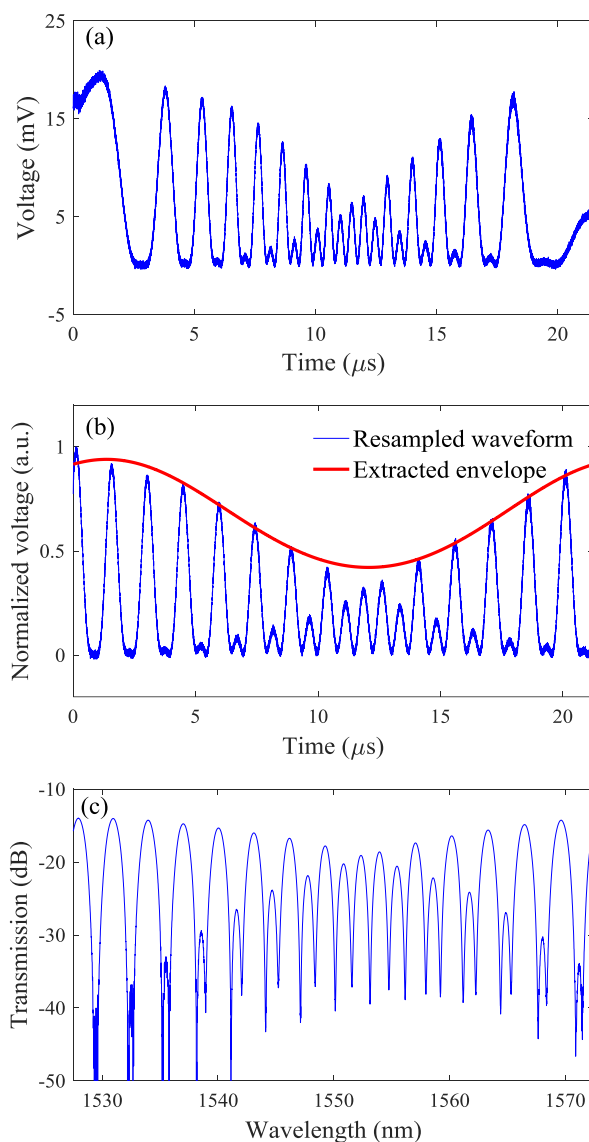 (a)
25
15
5
-5
Voltage (mV)
0 5 10 15 20
Time (μs)
(b)
Resampled waveform
Extracted envelope
1
0.5
0
Normalized voltage (a.u.)
0 5 10 15 20
Time (μs)
(c)
-10
-20
-30
-40
-50
Transmission (dB)
1530 1540 1550 1560 1570
Wavelength (nm)